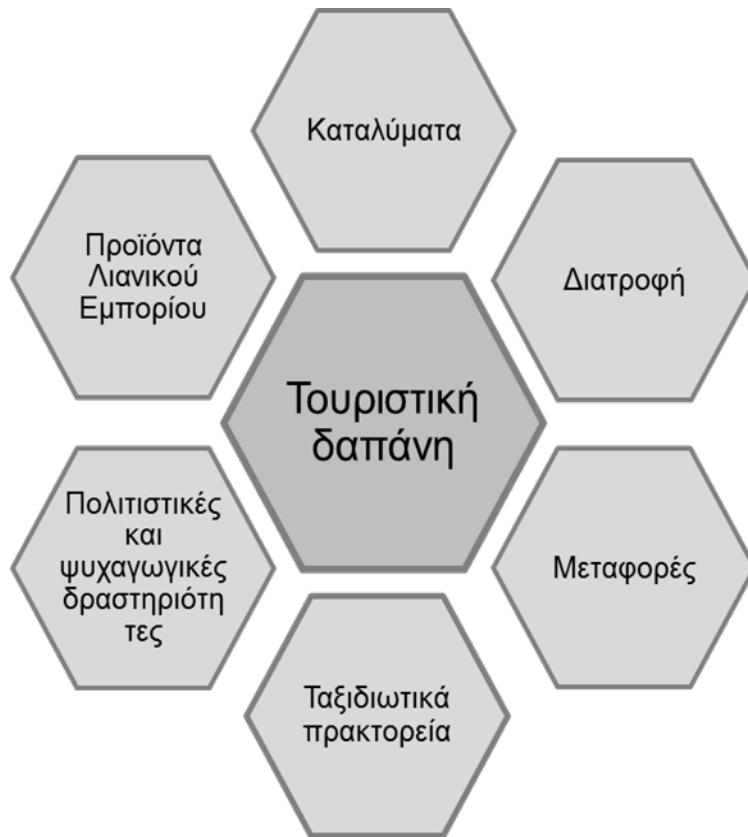 Καταλύματα
Προϊόντα
Λιανικού
Εμπορίου
Διατροφή
Τουριστική
δαπάνη
Πολιτιστικές
και
ψυχαγωγικές
δραστηριότη
τες
Μεταφορές
Ταξιδιωτικά
πρακτορεία